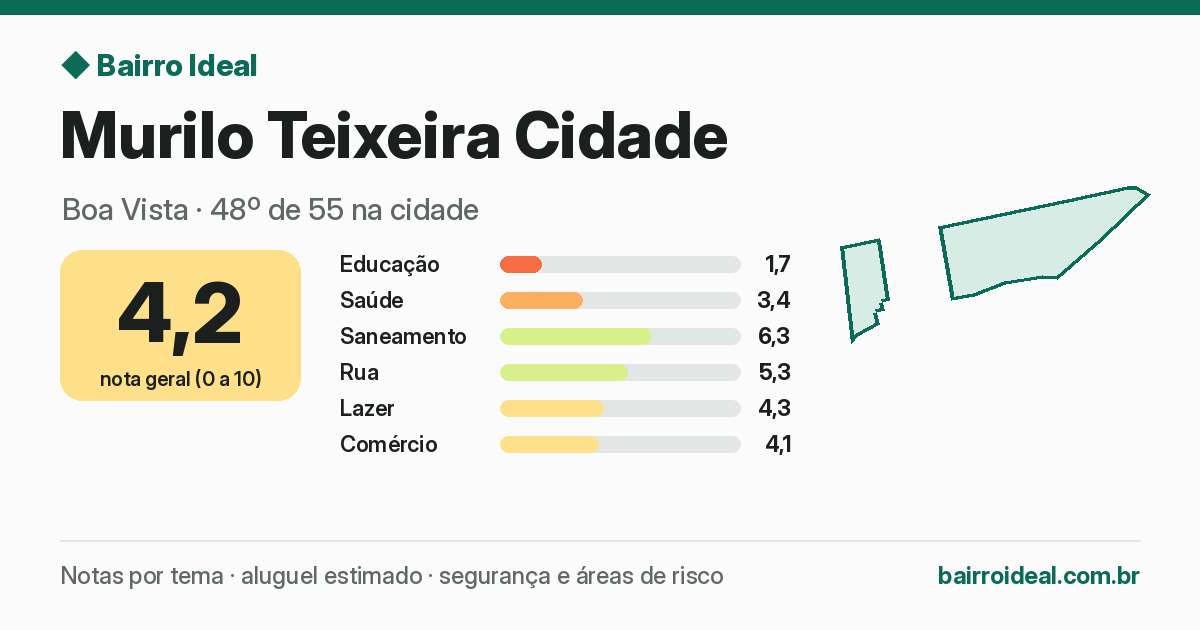 Bairro Ideal
Murilo Teixeira Cidade
Boa Vista · 48º de 55 na cidade
4,2
nota geral (0 a 10)
Educação 1,7
Saúde 3,4
Saneamento 6,3
Rua 5,3
Lazer 4,3
Comércio 4,1
Notas por tema · aluguel estimado · segurança e áreas de risco
bairroideal.com.br